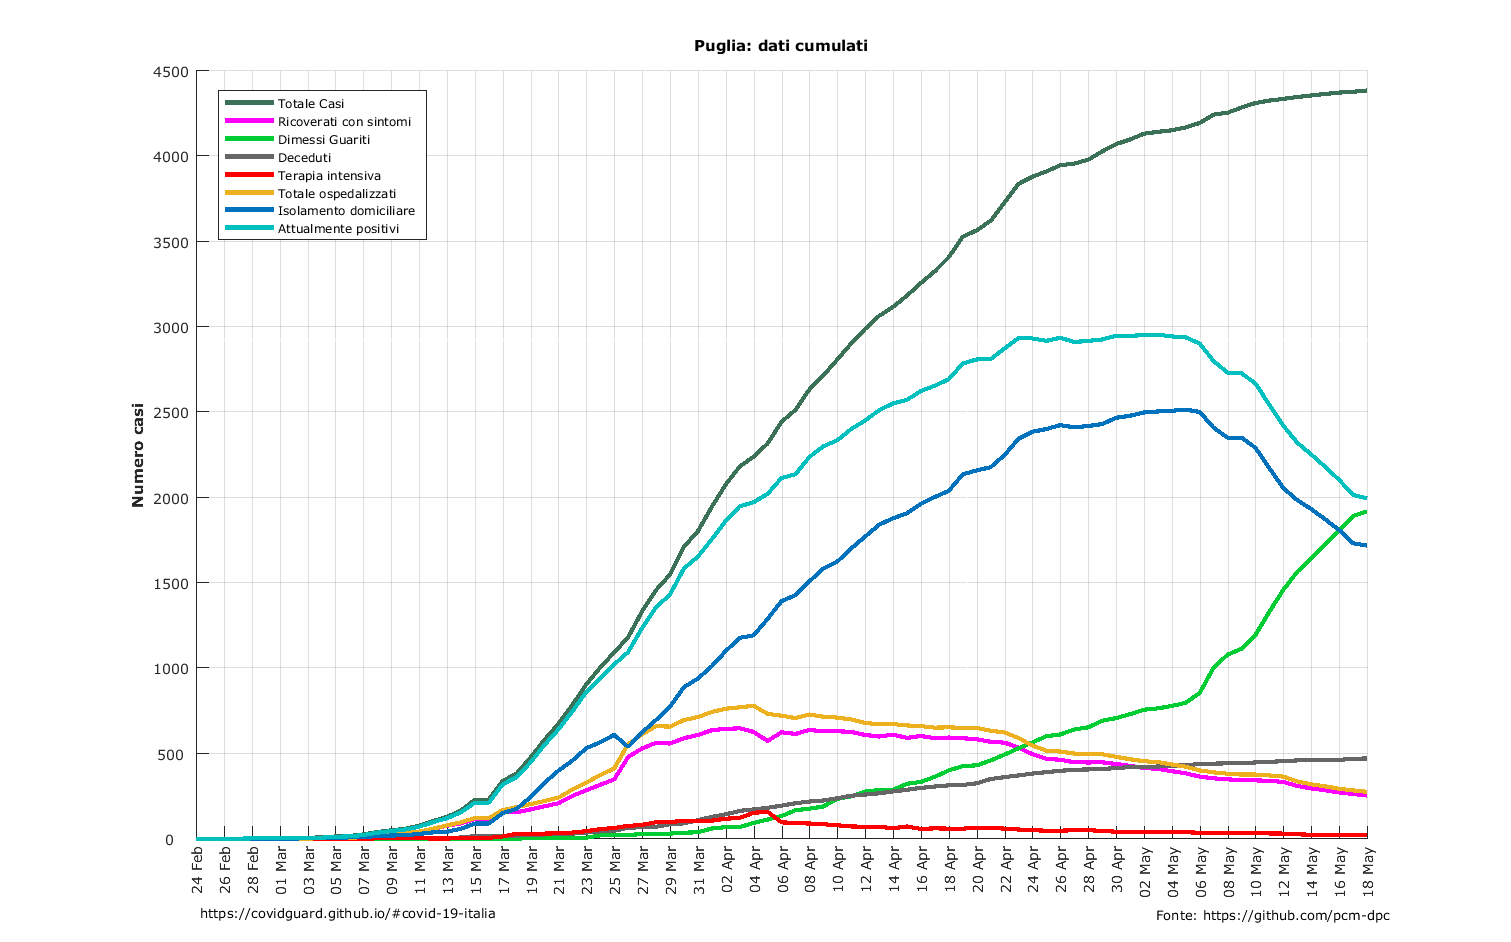 Puglia: dati cumulati
4500
4000
3500
3000
2500
2000
1500
1000
500
0
Numero casi
Totale Casi
Ricoverati con sintomi
Dimessi Guariti
Deceduti
Terapia intensiva
Totale ospedalizzati
Isolamento domiciliare
Attualmente positivi
24 Feb
26 Feb
28 Feb
01 Mar
03 Mar
05 Mar
07 Mar
09 Mar
11 Mar
13 Mar
15 Mar
17 Mar
19 Mar
21 Mar
23 Mar
25 Mar
27 Mar
29 Mar
31 Mar
02 Apr
04 Apr
06 Apr
08 Apr
10 Apr
12 Apr
14 Apr
16 Apr
18 Apr
20 Apr
22 Apr
24 Apr
26 Apr
28 Apr
30 Apr
02 May
04 May
06 May
08 May
10 May
12 May
14 May
16 May
18 May
https://covidguard.github.io/#covid-19-italia
Fonte: https://github.com/pcm-dpc